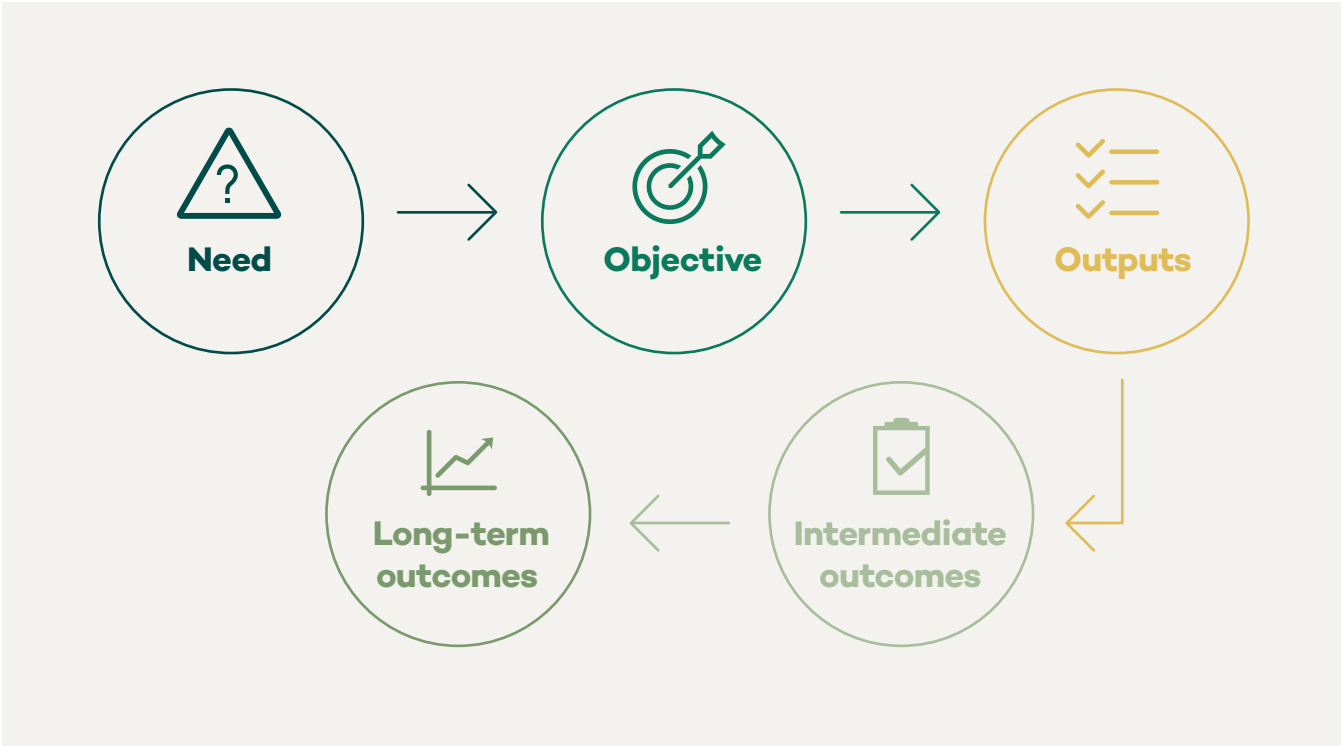 ?
Need
Objective
Outputs
Intermediate
outcomes
Long-term
outcomes